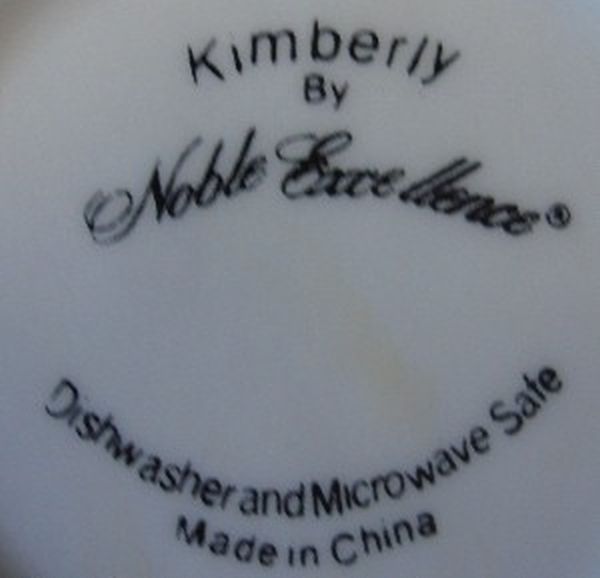 Kimberly
By
Noble Excellence®
Dishwasher and Microwave Safe
Made in China